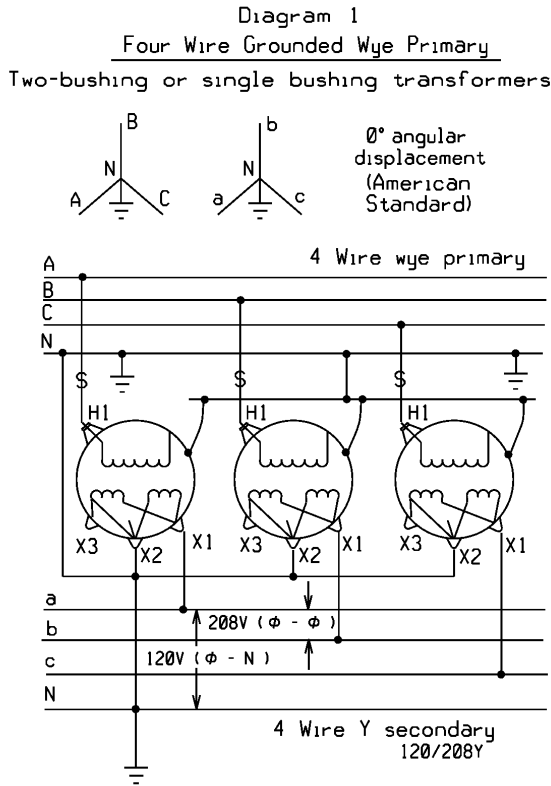 Diagram 1
Four Wire Grounded Wye Primary
Two-bushing or single bushing transformers
B
N
A
C
b
N
a
c
0° angular
displacement
(American
Standard)
4 Wire wye primary
A
B
C
N
S
S
S
H1
H1
H1
X3
X2
X1
X3
X2
X1
X3
X2
X1
a
208V (Φ - Φ)
b
120V (Φ - N)
c
N
4 Wire Y secondary
120/208Y